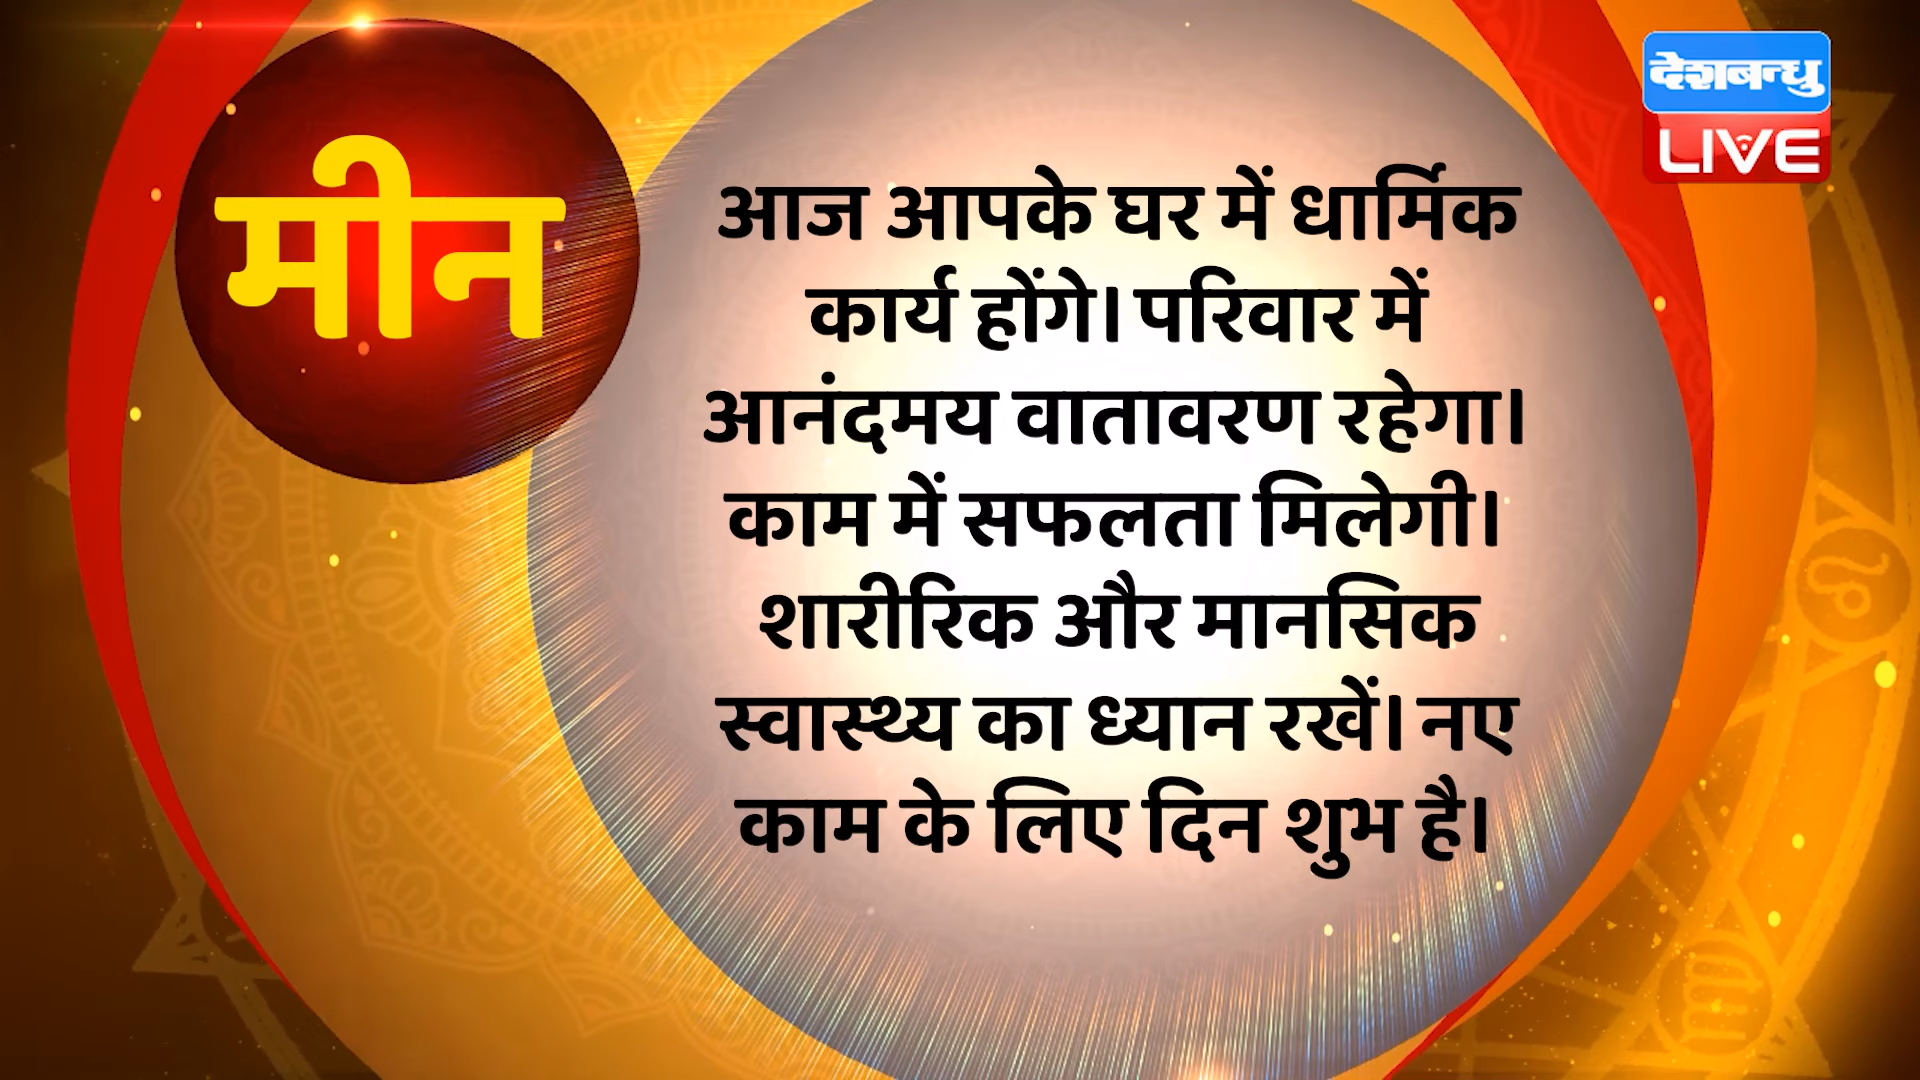 मीन
देशबन्धु
LIVE
आज आपके घर में धार्मिक
कार्य होंगे। परिवार में
आनंदमय वातावरण रहेगा।
काम में सफलता मिलेगी।
शारीरिक और मानसिक
स्वास्थ्य का ध्यान रखें। नए
काम के लिए दिन शुभ है।